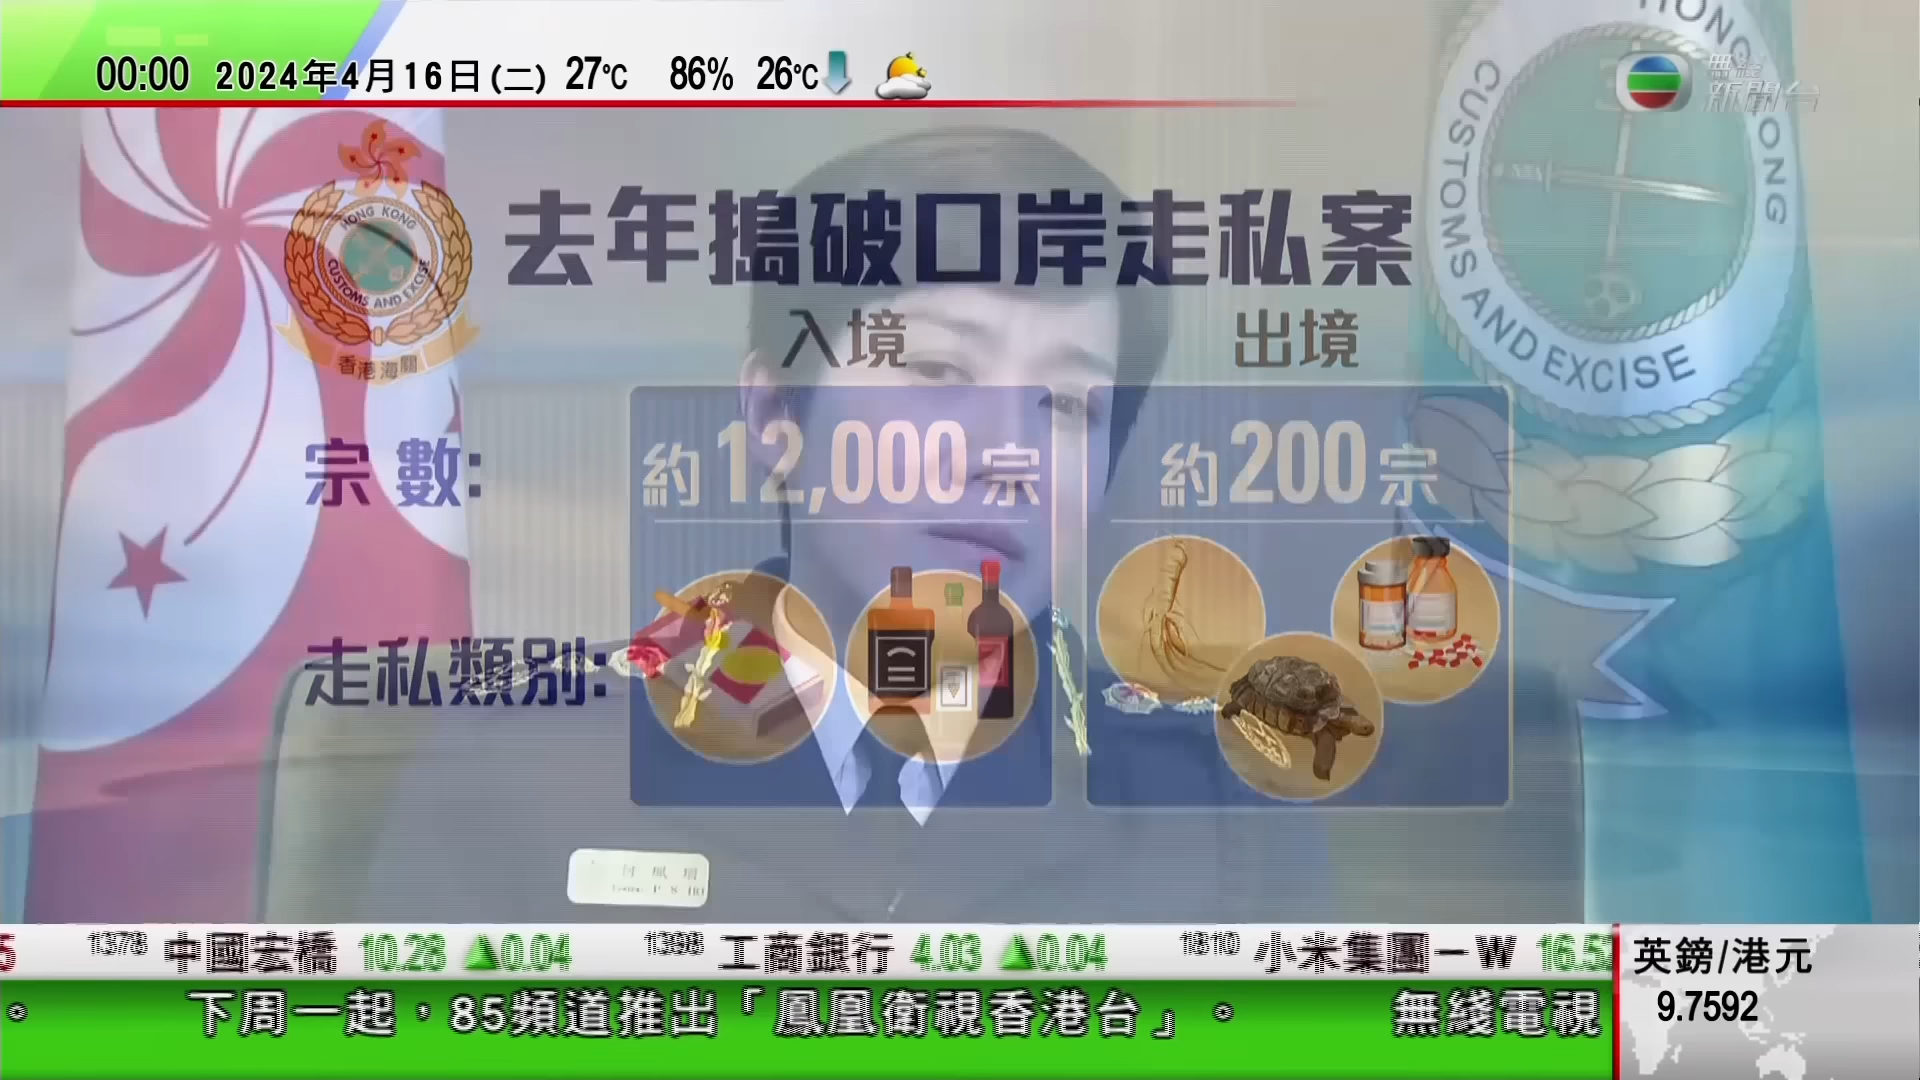 00:00 2024年4月16日(二) 27℃ 86% 26℃
無綫新聞台
HONG KONG
CUSTOMS AND EXCISE
HONG KONG
CUSTOMS AND EXCISE
香港海關
去年搗破口岸走私案
入境 出境
宗數: 約12,000宗 約200宗
走私類別:
5 1378 中國宏橋 10.28 ▲0.04 1398 工商銀行 4.03 ▲0.04 1810 小米集團－W 16.52
。 下周一起，85頻道推出「鳳凰衛視香港台」。 無綫電視
英鎊/港元
9.7592